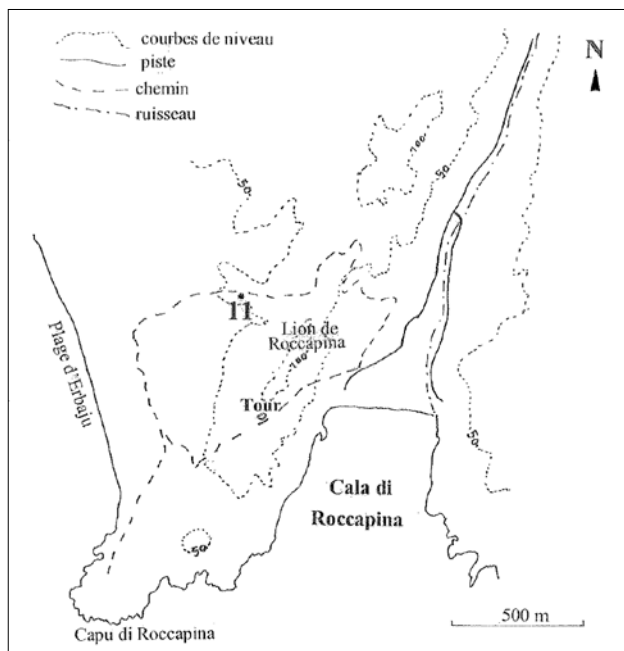 courbes de niveau
piste
chemin
ruisseau
N
100
50
50
50
11
Lion de
Roccapina
100
Plage d'Erbaju
Tour
50
Cala di
Roccapina
50
500 m
Capu di Roccapina